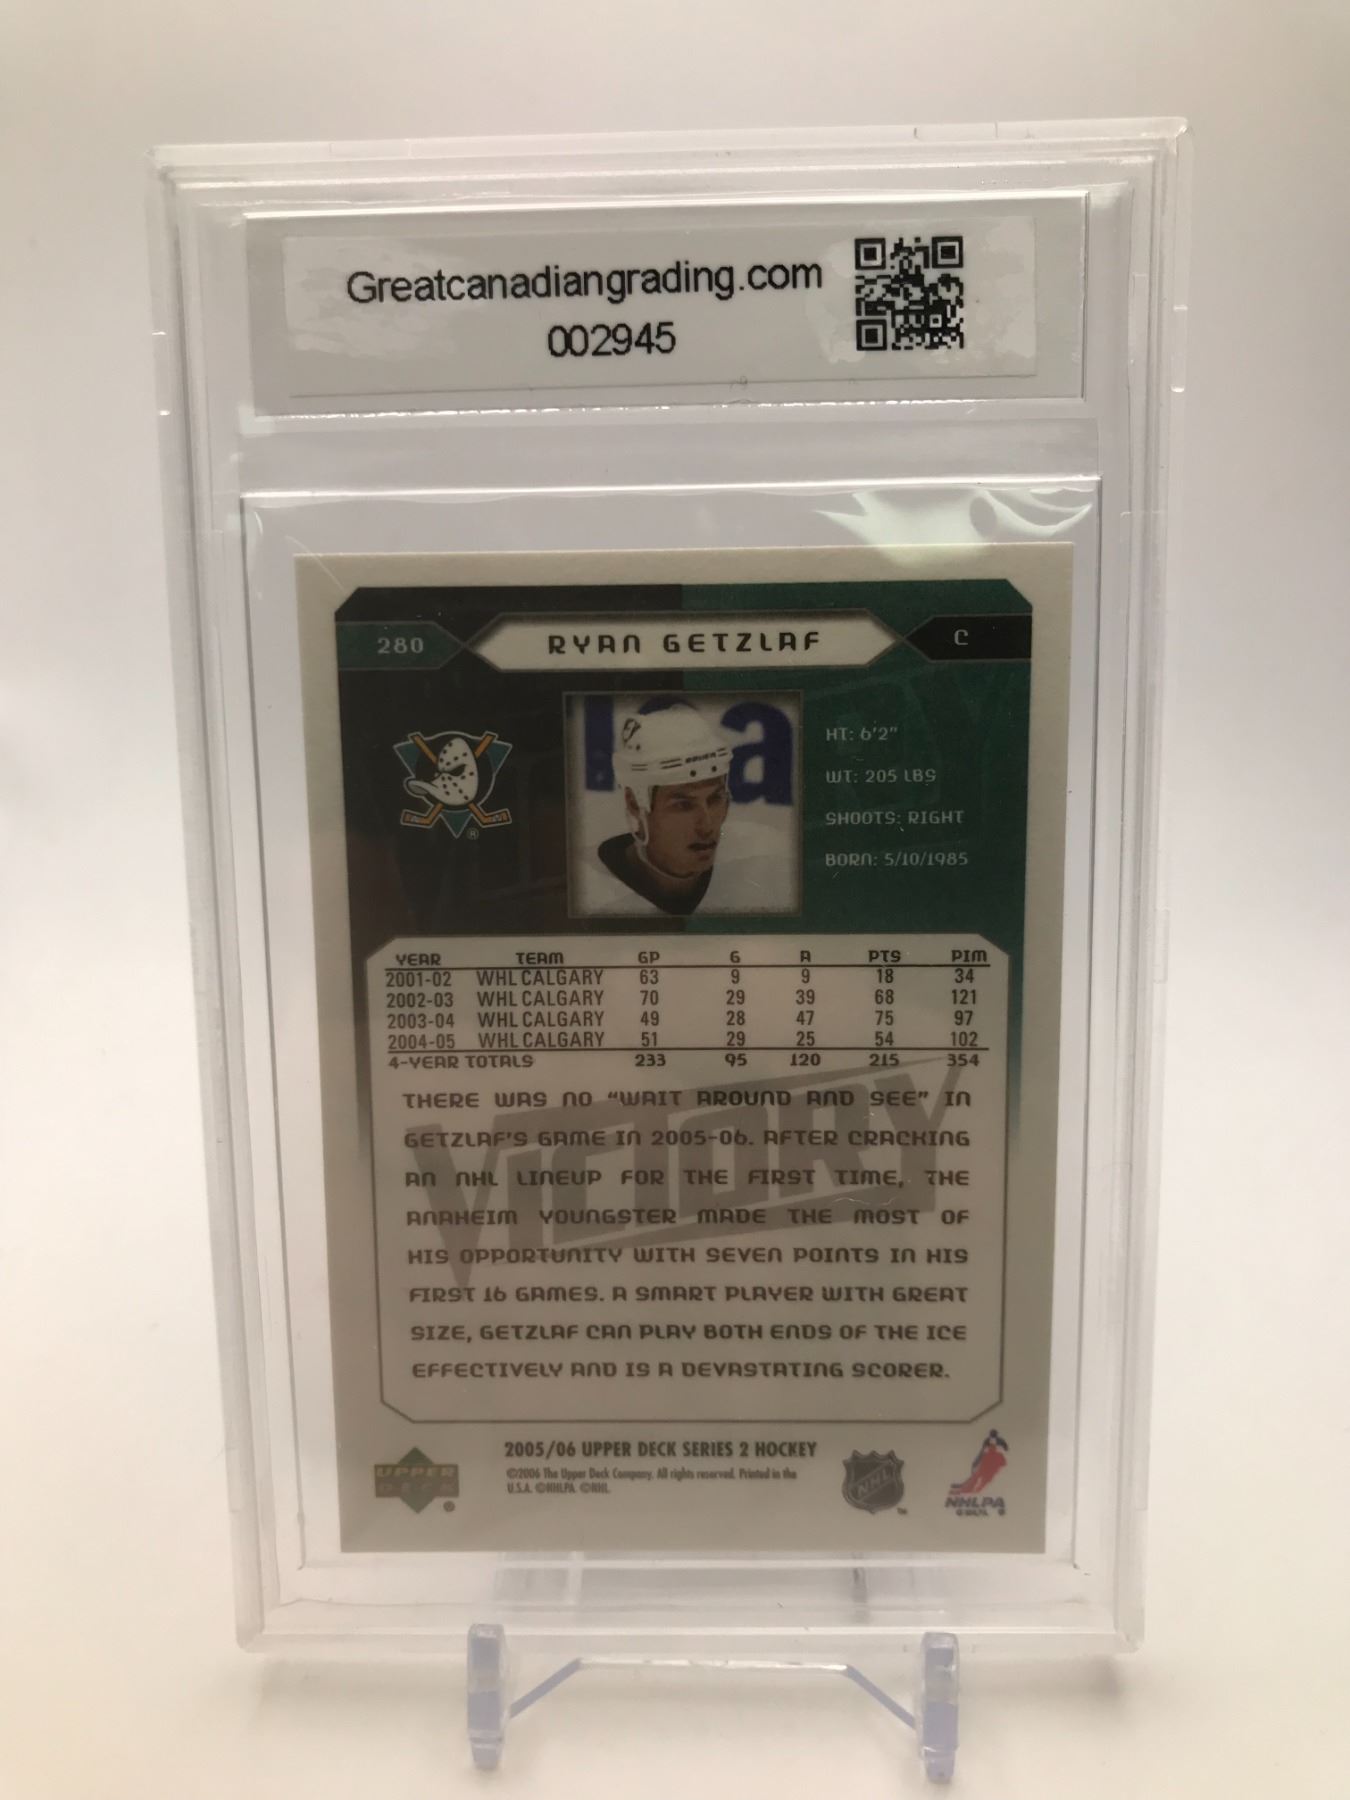 Greatcanadiangrading.com
002945
280
RYAN GETZLAF
C
HT: 6'2"
WT: 205 LBS
SHOOTS: RIGHT
BORN: 5/10/1985
BAUER
YEAR TEAM GP G A PTS PIM
2001-02 WHL CALGARY 63 9 9 18 34
2002-03 WHL CALGARY 70 29 39 68 121
2003-04 WHL CALGARY 49 28 47 75 97
2004-05 WHL CALGARY 51 29 25 54 102
4-YEAR TOTALS 233 95 120 215 354
VICTORY
THERE WAS NO "WAIT AROUND AND SEE" IN
GETZLAF'S GAME IN 2005-06. AFTER CRACKING
AN NHL LINEUP FOR THE FIRST TIME, THE
ANAHEIM YOUNGSTER MADE THE MOST OF
HIS OPPORTUNITY WITH SEVEN POINTS IN HIS
FIRST 16 GAMES. A SMART PLAYER WITH GREAT
SIZE, GETZLAF CAN PLAY BOTH ENDS OF THE ICE
EFFECTIVELY AND IS A DEVASTATING SCORER.
UPPER
DECK
®
2005/06 UPPER DECK SERIES 2 HOCKEY
©2006 The Upper Deck Company. All rights reserved. Printed in the
U.S.A. ©NHLPA ©NHL
NHL
™
NHLPA